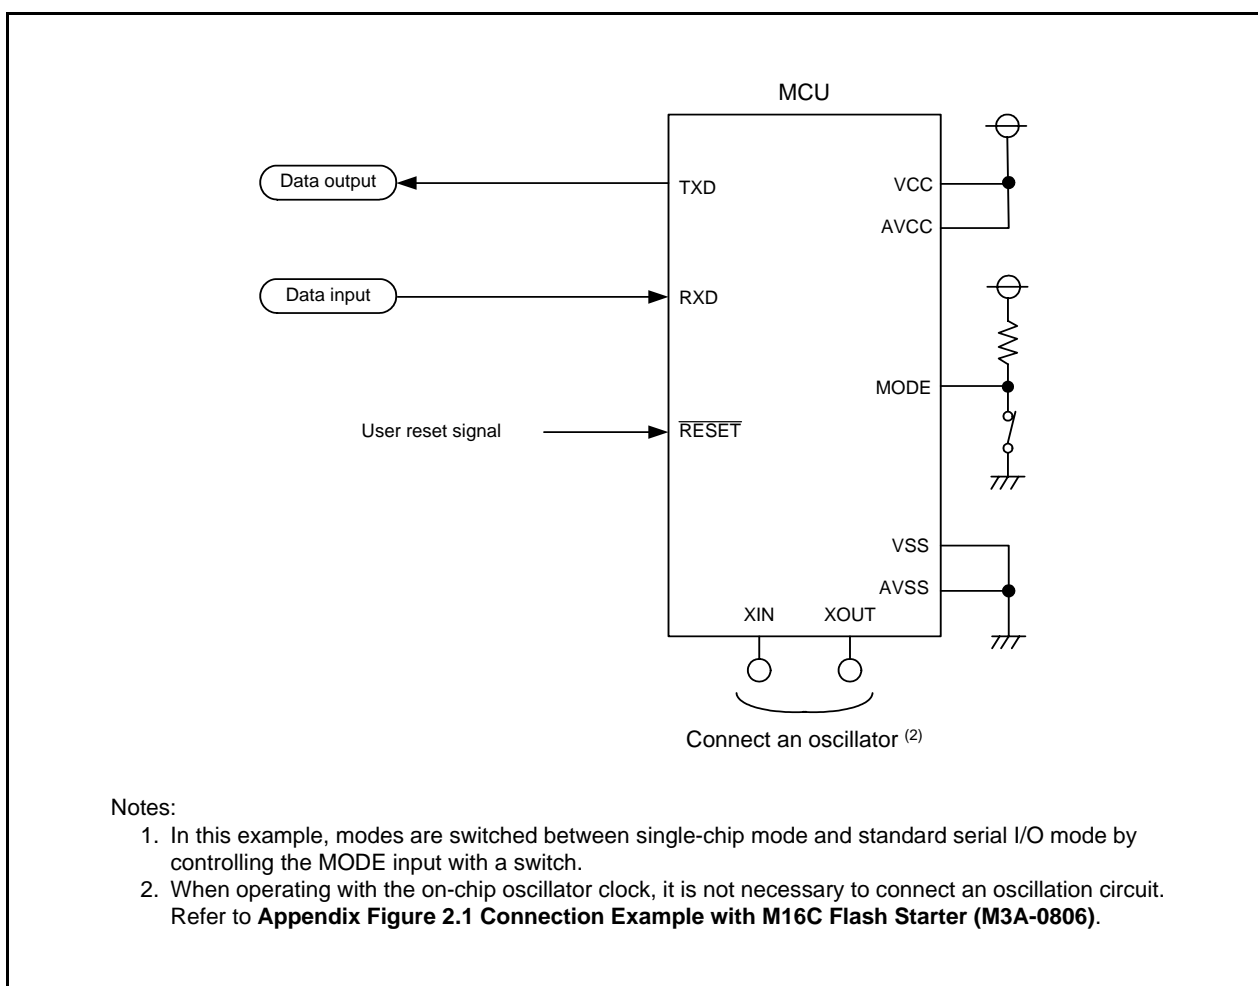 MCU
Data output
TXD
VCC
AVCC
Data input
RXD
MODE
User reset signal
RESET
VSS
AVSS
XIN
XOUT
Connect an oscillator (2)
Notes:
1. In this example, modes are switched between single-chip mode and standard serial I/O mode by
controlling the MODE input with a switch.
2. When operating with the on-chip oscillator clock, it is not necessary to connect an oscillation circuit.
Refer to Appendix Figure 2.1 Connection Example with M16C Flash Starter (M3A-0806).